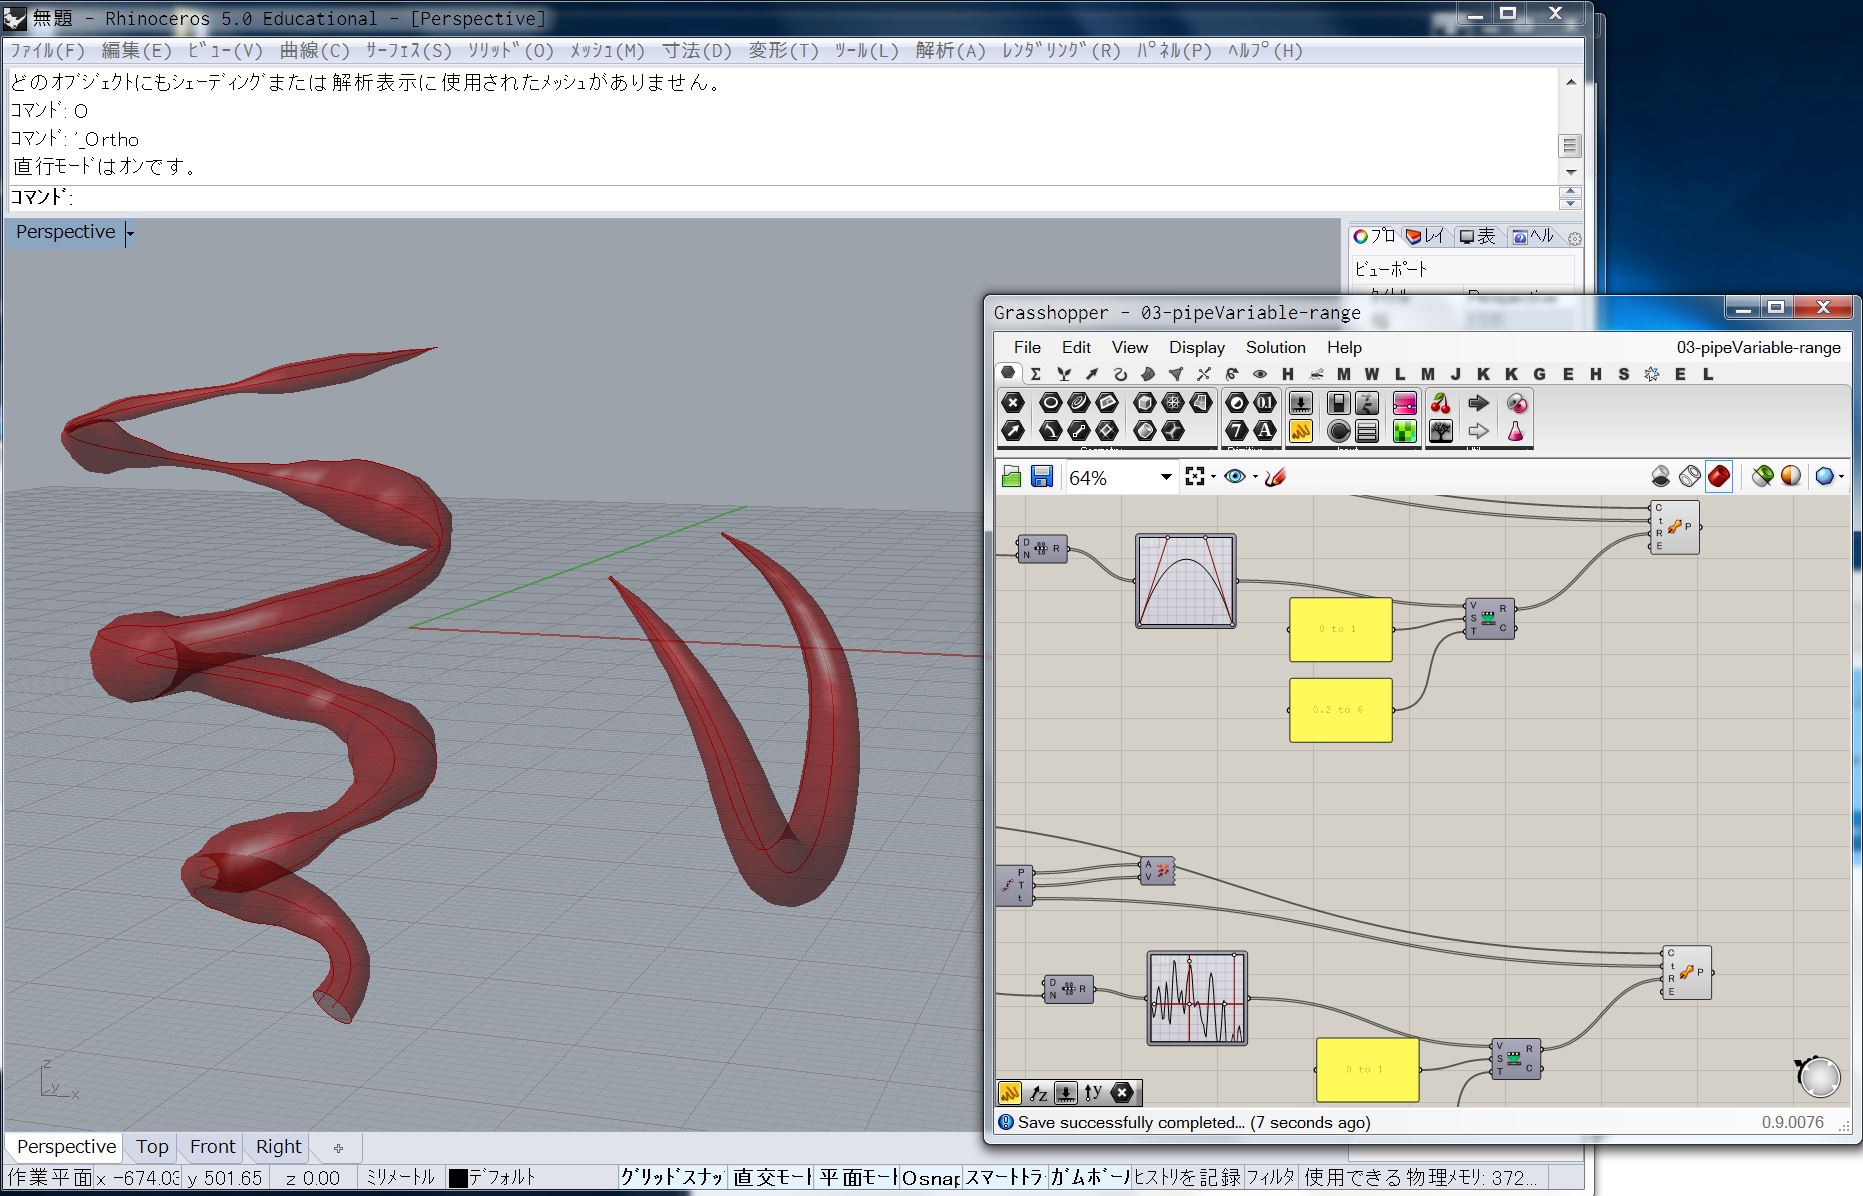 無題 - Rhinoceros 5.0 Educational - [Perspective]
ﾌｧｲﾙ(F) 編集(E) ﾋﾞｭｰ(V) 曲線(C) ｻｰﾌｪｽ(S) ｿﾘｯﾄﾞ(O) ﾒｯｼｭ(M) 寸法(D) 変形(T) ﾂｰﾙ(L) 解析(A) ﾚﾝﾀﾞﾘﾝｸﾞ(R) ﾊﾟﾈﾙ(P) ﾍﾙﾌﾟ(H)
どのｵﾌﾞｼﾞｪｸﾄにもｼｪｰﾃﾞｨﾝｸﾞまたは解析表示に使用されたﾒｯｼｭがありません。
ｺﾏﾝﾄﾞ: O
ｺﾏﾝﾄﾞ: '_Ortho
直行ﾓｰﾄﾞはｵﾝです。
ｺﾏﾝﾄﾞ:
Perspective
プロ レイ 表 ヘル
ﾋﾞｭｰﾎﾟｰﾄ
Grasshopper - 03-pipeVariable-range
File Edit View Display Solution Help 03-pipeVariable-range
H M W L M J K K G E H S E L
64%
C
t
R
E
P
D
N
R
0 to 1
V
S
T
R
C
0.2 to 6
P
T
t
A
V
C
t
R
E
P
D
N
R
0 to 1
V
S
T
R
C
Save successfully completed... (7 seconds ago) 0.9.0076
z
y
x
Perspective Top Front Right
作業平面 x -674.03 y 501.65 z 0.00 ﾐﾘﾒｰﾄﾙ ﾃﾞﾌｫﾙﾄ ｸﾞﾘｯﾄﾞｽﾅｯ 直交ﾓｰﾄ 平面ﾓｰﾄ Osnap ｽﾏｰﾄﾄﾗ ｶﾞﾑﾎﾞｰﾙ ﾋｽﾄﾘを記録 ﾌｨﾙﾀ 使用できる物理ﾒﾓﾘ: 372...